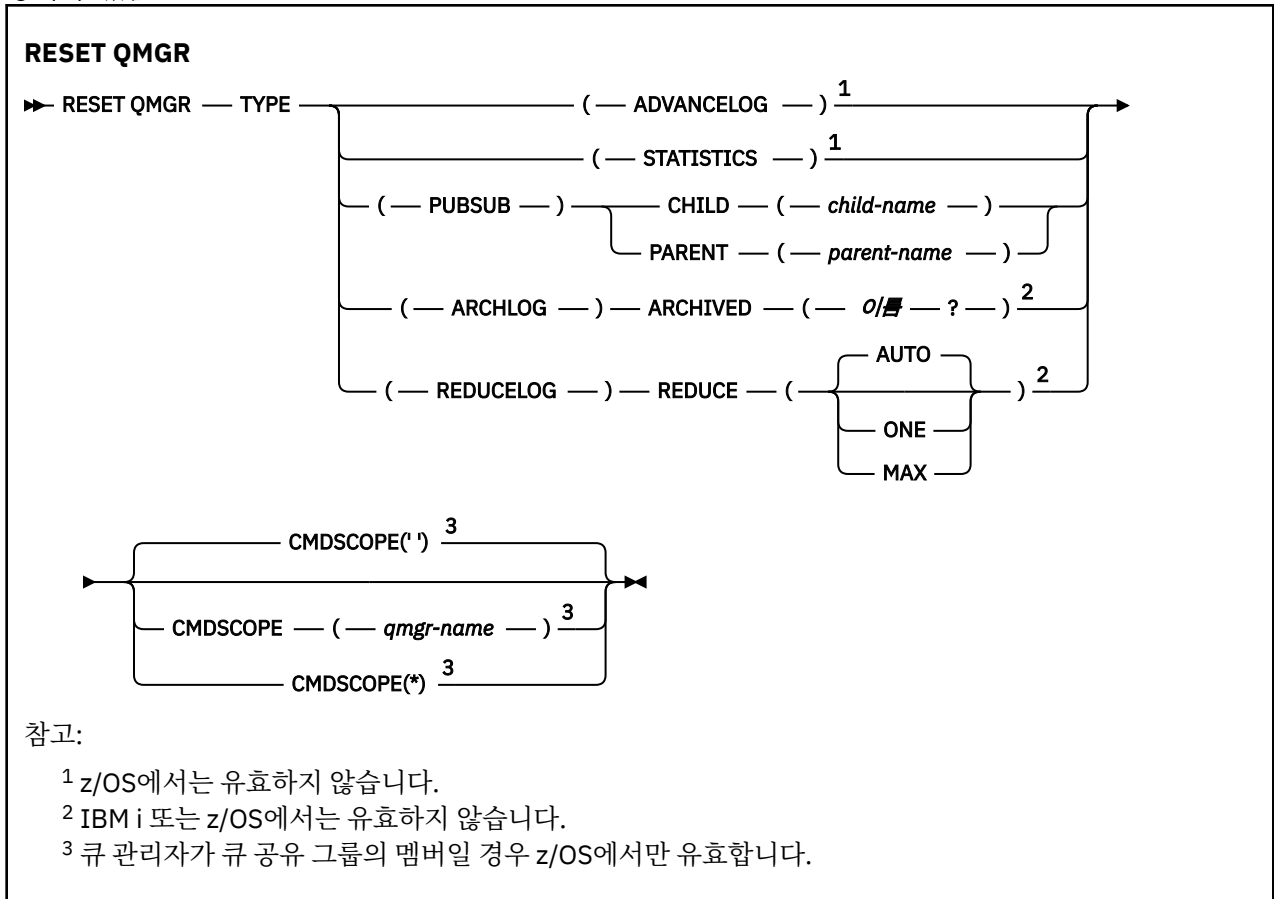 RESET QMGR
RESET QMGR TYPE ( ADVANCELOG ) 1
( STATISTICS ) 1
( PUBSUB ) CHILD ( child-name )
PARENT ( parent-name )
( ARCHLOG ) ARCHIVED ( 이름 ? ) 2
AUTO
( REDUCELOG ) REDUCE ( ) 2
ONE
MAX
CMDSCOPE(' ') 3
CMDSCOPE ( qmgr-name ) 3
CMDSCOPE(*) 3
참고:
1 z/OS에서는 유효하지 않습니다.
2 IBM i 또는 z/OS에서는 유효하지 않습니다.
3 큐 관리자가 큐 공유 그룹의 멤버일 경우 z/OS에서만 유효합니다.